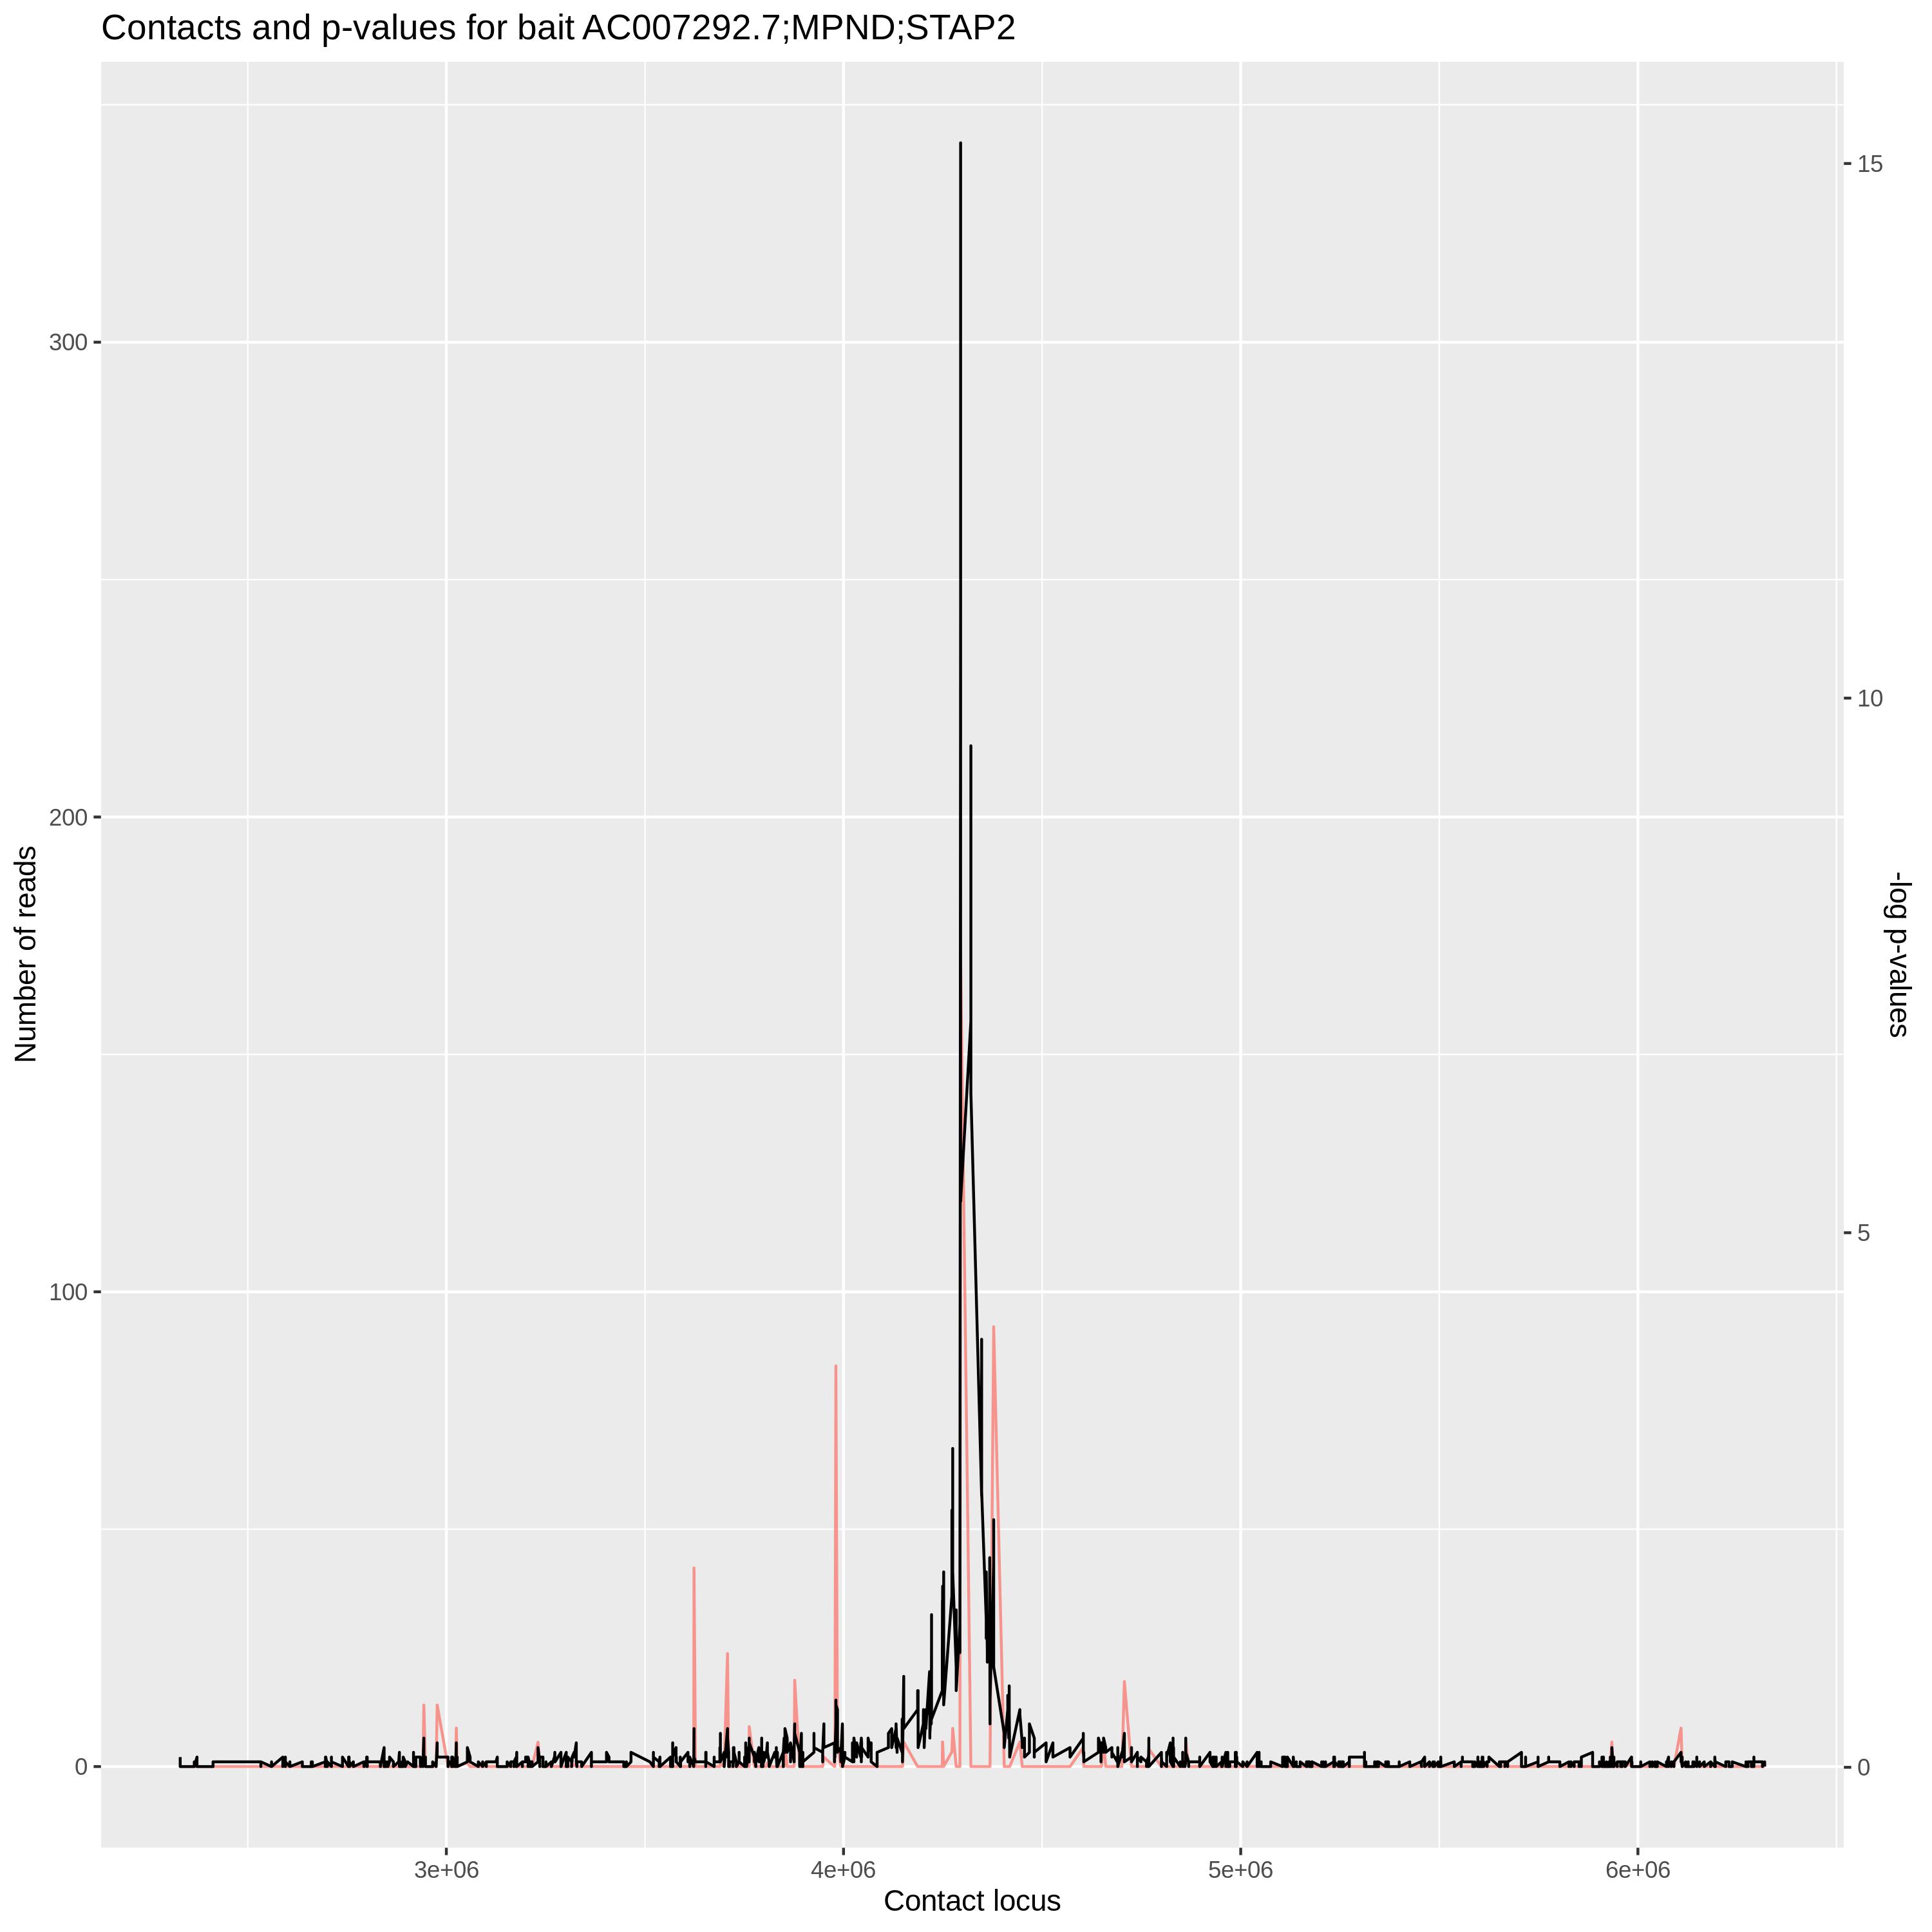 Contacts and p-values for bait AC007292.7;MPND;STAP2
300
200
100
0
Number of reads
15
10
5
0
-log p-values
3e+06
4e+06
5e+06
6e+06
Contact locus